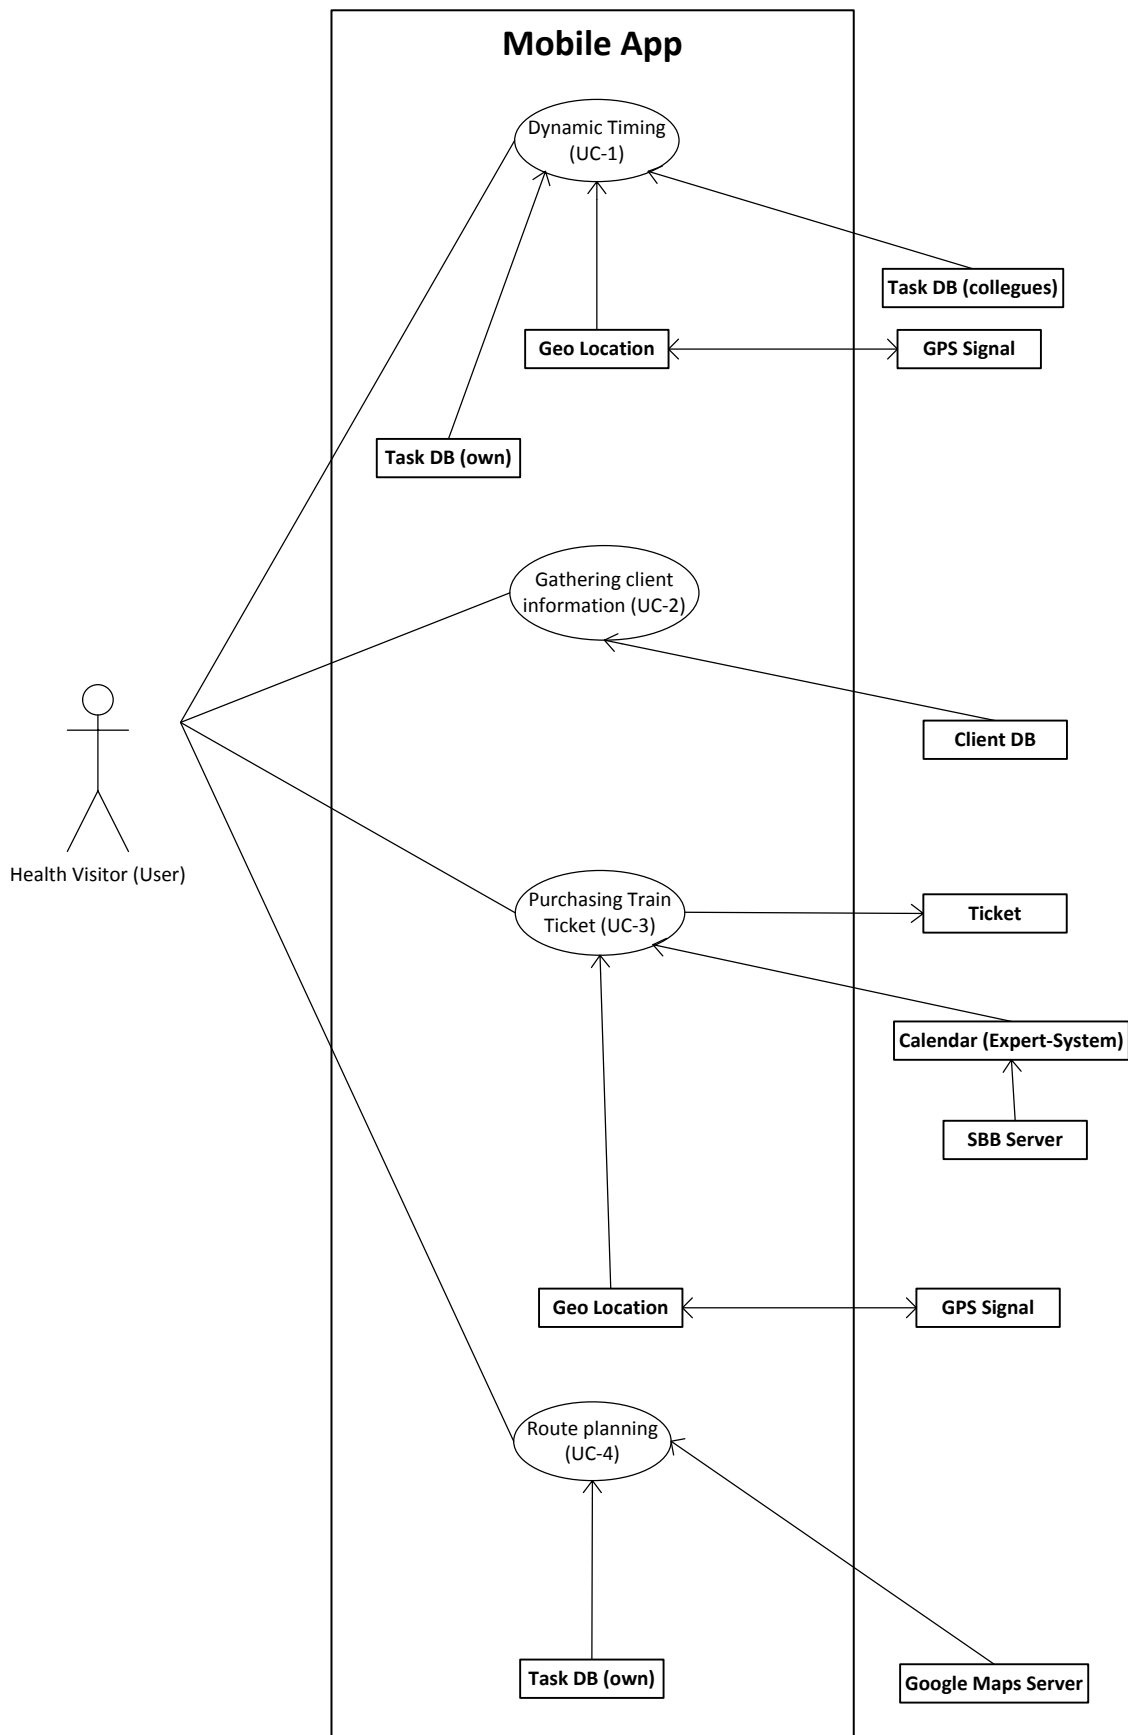 Mobile App
Dynamic Timing
(UC-1)
Task DB (collegues)
Geo Location
GPS Signal
Task DB (own)
Gathering client
information (UC-2)
Client DB
Health Visitor (User)
Purchasing Train
Ticket (UC-3)
Ticket
Calendar (Expert-System)
SBB Server
Geo Location
GPS Signal
Route planning
(UC-4)
Task DB (own)
Google Maps Server